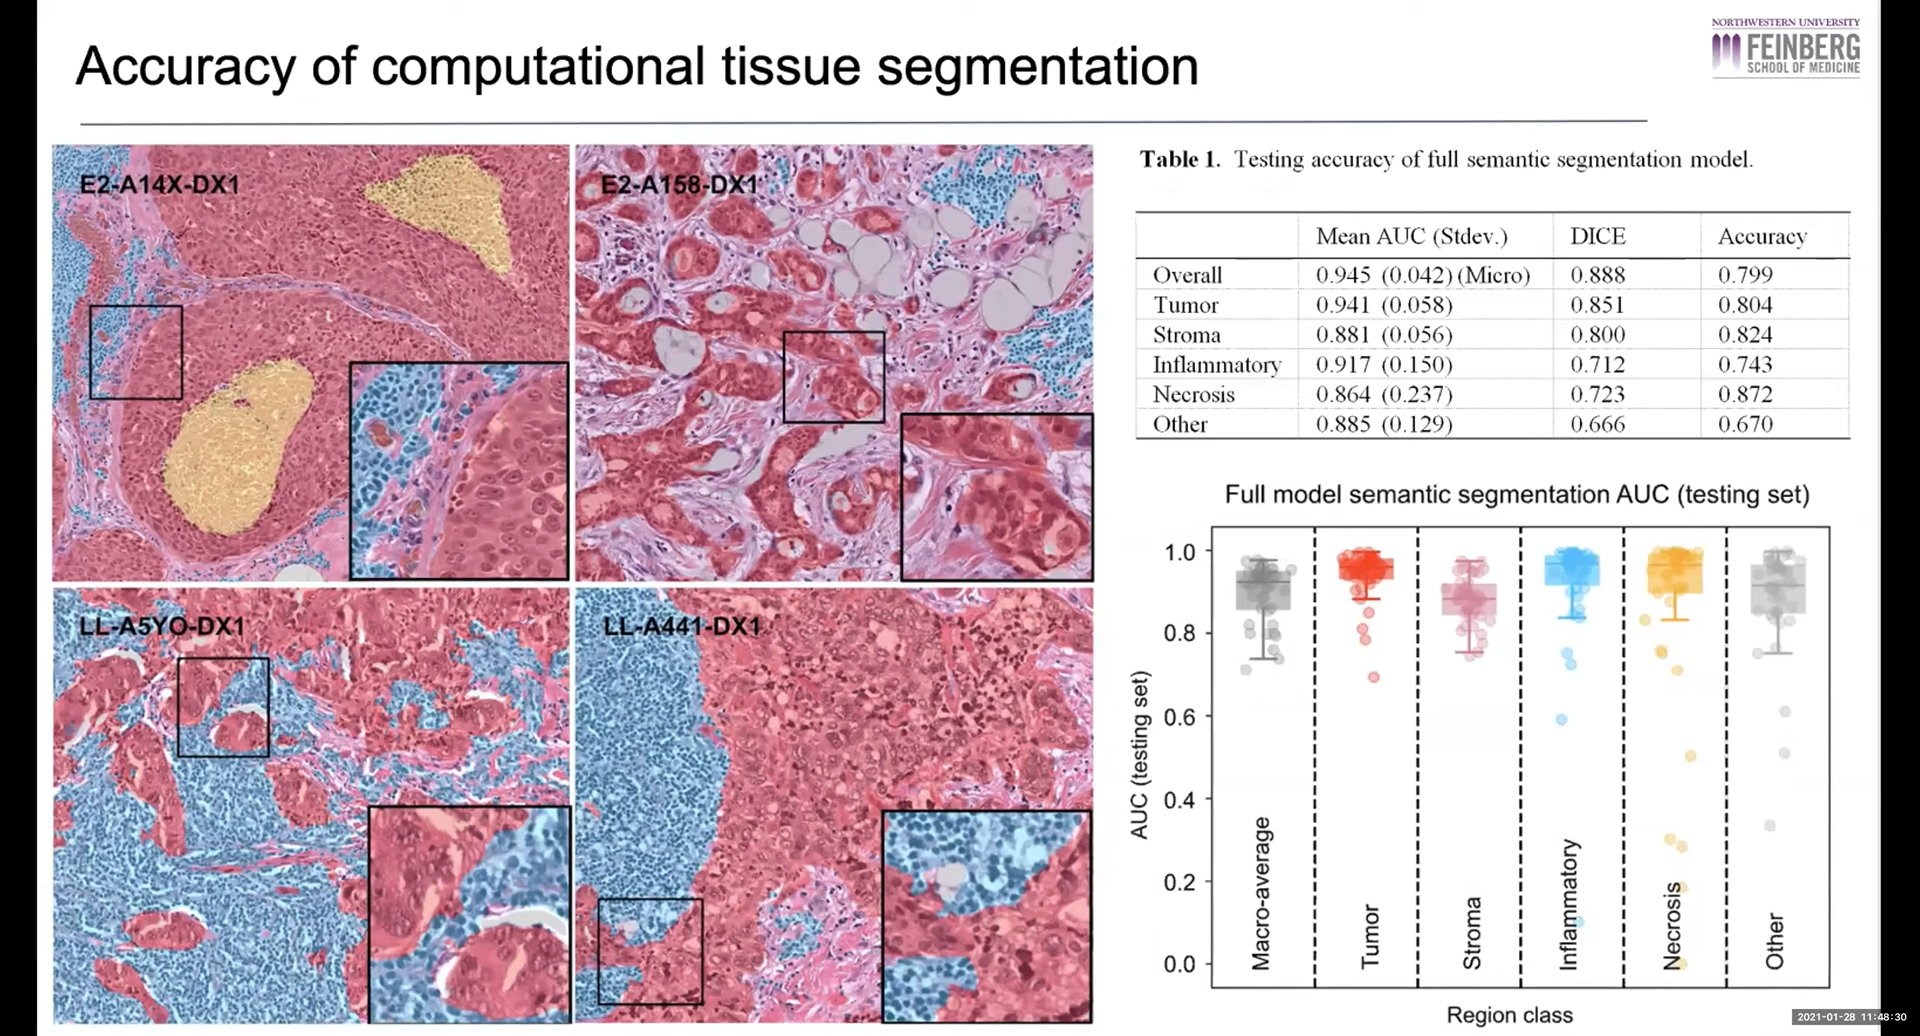 Accuracy of computational tissue segmentation
NORTHWESTERN UNIVERSITY
FEINBERG
SCHOOL OF MEDICINE
E2-A14X-DX1
E2-A158-DX1
LL-A5YO-DX1
LL-A441-DX1
Table 1. Testing accuracy of full semantic segmentation model.
Mean AUC (Stdev.) DICE Accuracy
Overall 0.945 (0.042) (Micro) 0.888 0.799
Tumor 0.941 (0.058) 0.851 0.804
Stroma 0.881 (0.056) 0.800 0.824
Inflammatory 0.917 (0.150) 0.712 0.743
Necrosis 0.864 (0.237) 0.723 0.872
Other 0.885 (0.129) 0.666 0.670
Full model semantic segmentation AUC (testing set)
AUC (testing set)
1.0
0.8
0.6
0.4
0.2
0.0
Macro-average
Tumor
Stroma
Inflammatory
Necrosis
Other
Region class
2021-01-28 11:48:30